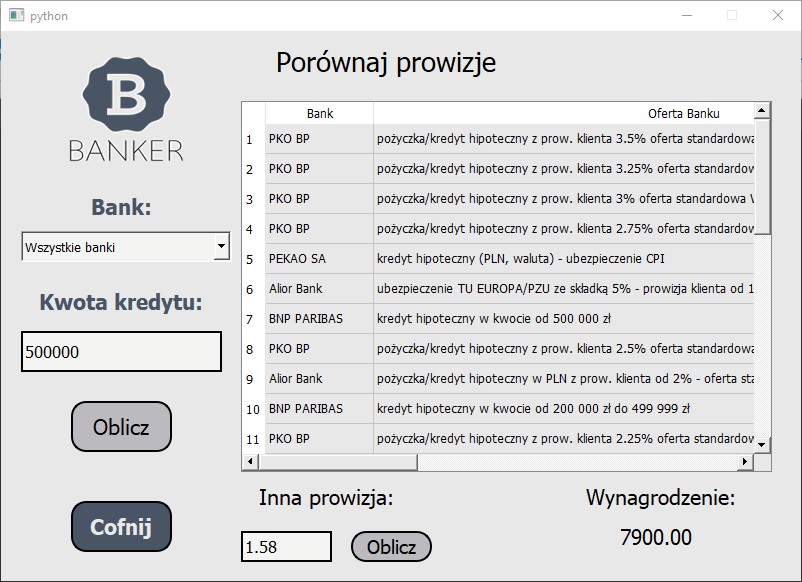 python
Porównaj prowizje
B
BANKER
Bank:
Wszystkie banki
Kwota kredytu:
500000
Oblicz
Cofnij
Bank Oferta Banku
1 PKO BP pożyczka/kredyt hipoteczny z prow. klienta 3.5% oferta standardowa
2 PKO BP pożyczka/kredyt hipoteczny z prow. klienta 3.25% oferta standardow
3 PKO BP pożyczka/kredyt hipoteczny z prow. klienta 3% oferta standardowa
4 PKO BP pożyczka/kredyt hipoteczny z prow. klienta 2.75% oferta standardow
5 PEKAO SA kredyt hipoteczny (PLN, waluta) - ubezpieczenie CPI
6 Alior Bank ubezpieczenie TU EUROPA/PZU ze składką 5% - prowizja klienta od 1
7 BNP PARIBAS kredyt hipoteczny w kwocie od 500 000 zł
8 PKO BP pożyczka/kredyt hipoteczny z prow. klienta 2.5% oferta standardowa
9 Alior Bank pożyczka/kredyt hipoteczny w PLN z prow. klienta od 2% - oferta sta
10 BNP PARIBAS kredyt hipoteczny w kwocie od 200 000 zł do 499 999 zł
11 PKO BP pożyczka/kredyt hipoteczny z prow. klienta 2.25% oferta standardow
Inna prowizja:
1.58
Oblicz
Wynagrodzenie:
7900.00